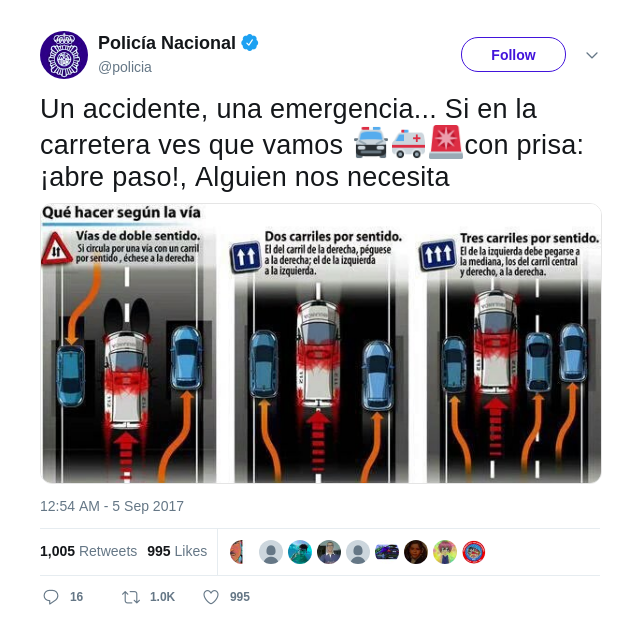 Policía Nacional
@policia
Follow
Un accidente, una emergencia... Si en la
carretera ves que vamos 🚔🚑🚨con prisa:
¡abre paso!, Alguien nos necesita
Qué hacer según la vía
Vías de doble sentido.
Si circula por una vía con un carril
por sentido , échese a la derecha
Dos carriles por sentido.
El del carril de la derecha, péguese
a la derecha; el de la izquierda
a la izquierda.
Tres carriles por sentido.
El de la izquierda debe pegarse a
la mediana, los del carril central
y derecho, a la derecha.
12:54 AM - 5 Sep 2017
1,005 Retweets 995 Likes
16 1.0K 995